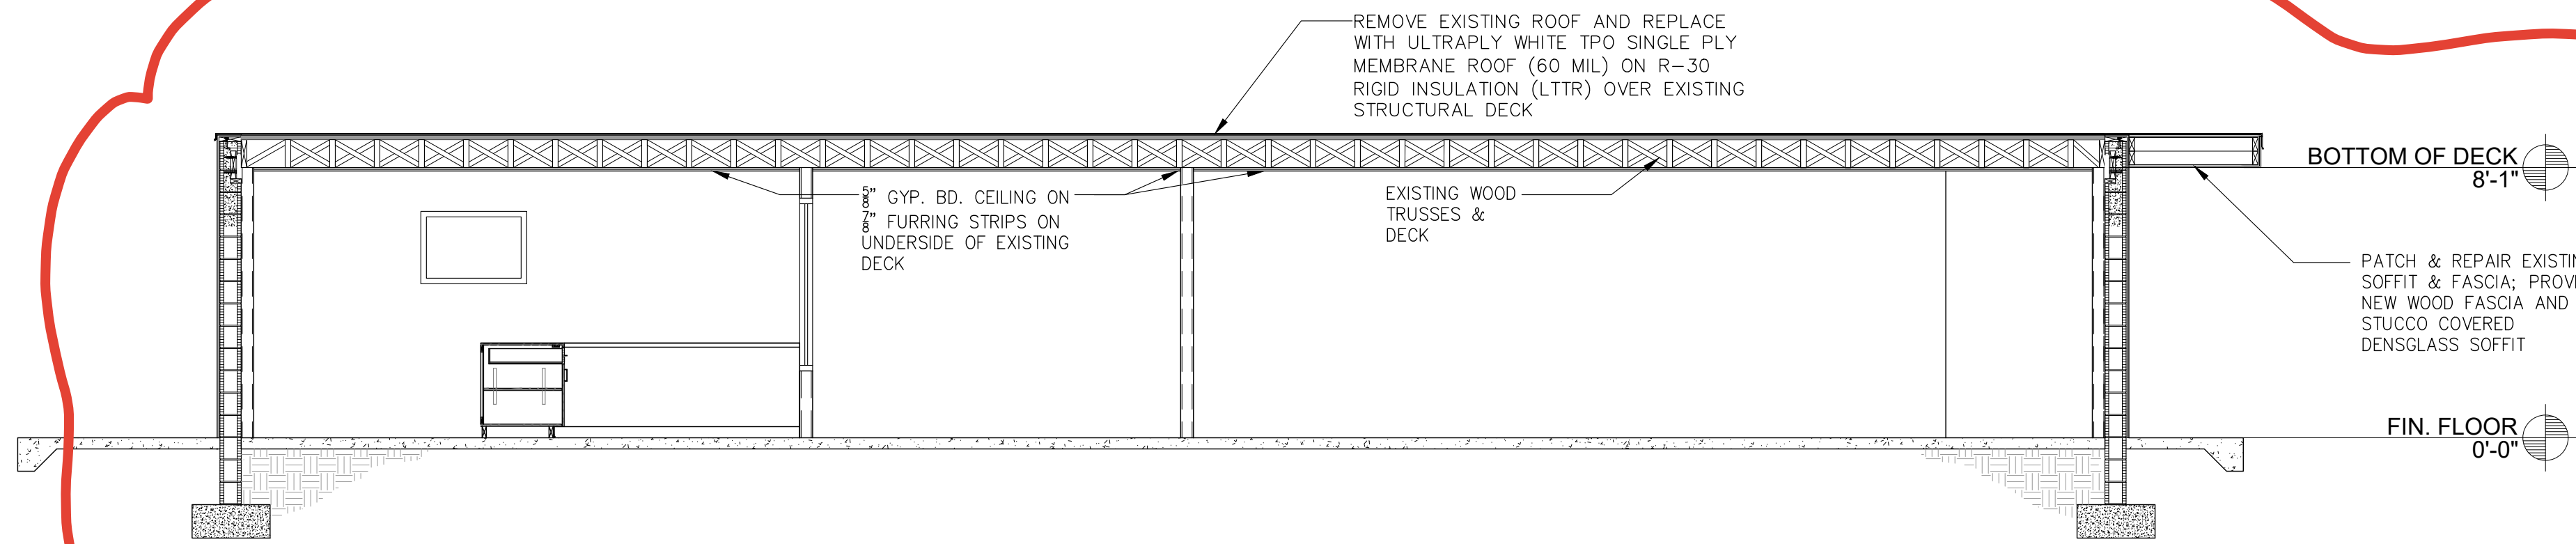 REMOVE EXISTING ROOF AND REPLACE
WITH ULTRAPLY WHITE TPO SINGLE PLY
MEMBRANE ROOF (60 MIL) ON R-30
RIGID INSULATION (LTTR) OVER EXISTING
STRUCTURAL DECK
BOTTOM OF DECK
8'-1"
5/8" GYP. BD. CEILING ON
7/8" FURRING STRIPS ON
UNDERSIDE OF EXISTING
DECK
EXISTING WOOD
TRUSSES &
DECK
PATCH & REPAIR
SOFFIT & FASCIA;
NEW WOOD FASCIA AND
STUCCO COVERED
DENSGLASS SOFFIT
FIN. FLOOR
0'-0"